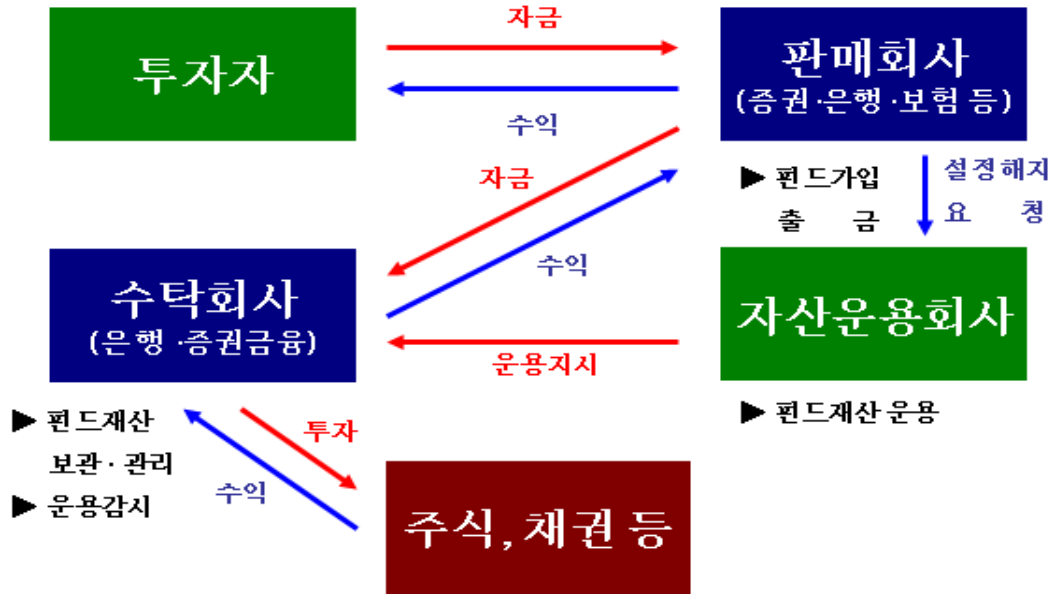 자금
투자자
판매회사
(증권·은행·보험 등)
수익
자금
▶ 펀드가입
출 금
설정해지
요 청
수익
수탁회사
(은행·증권금융)
자산운용회사
운용지시
▶ 펀드재산
보관·관리
▶ 운용감시
투자
수익
▶ 펀드재산 운용
주식, 채권 등